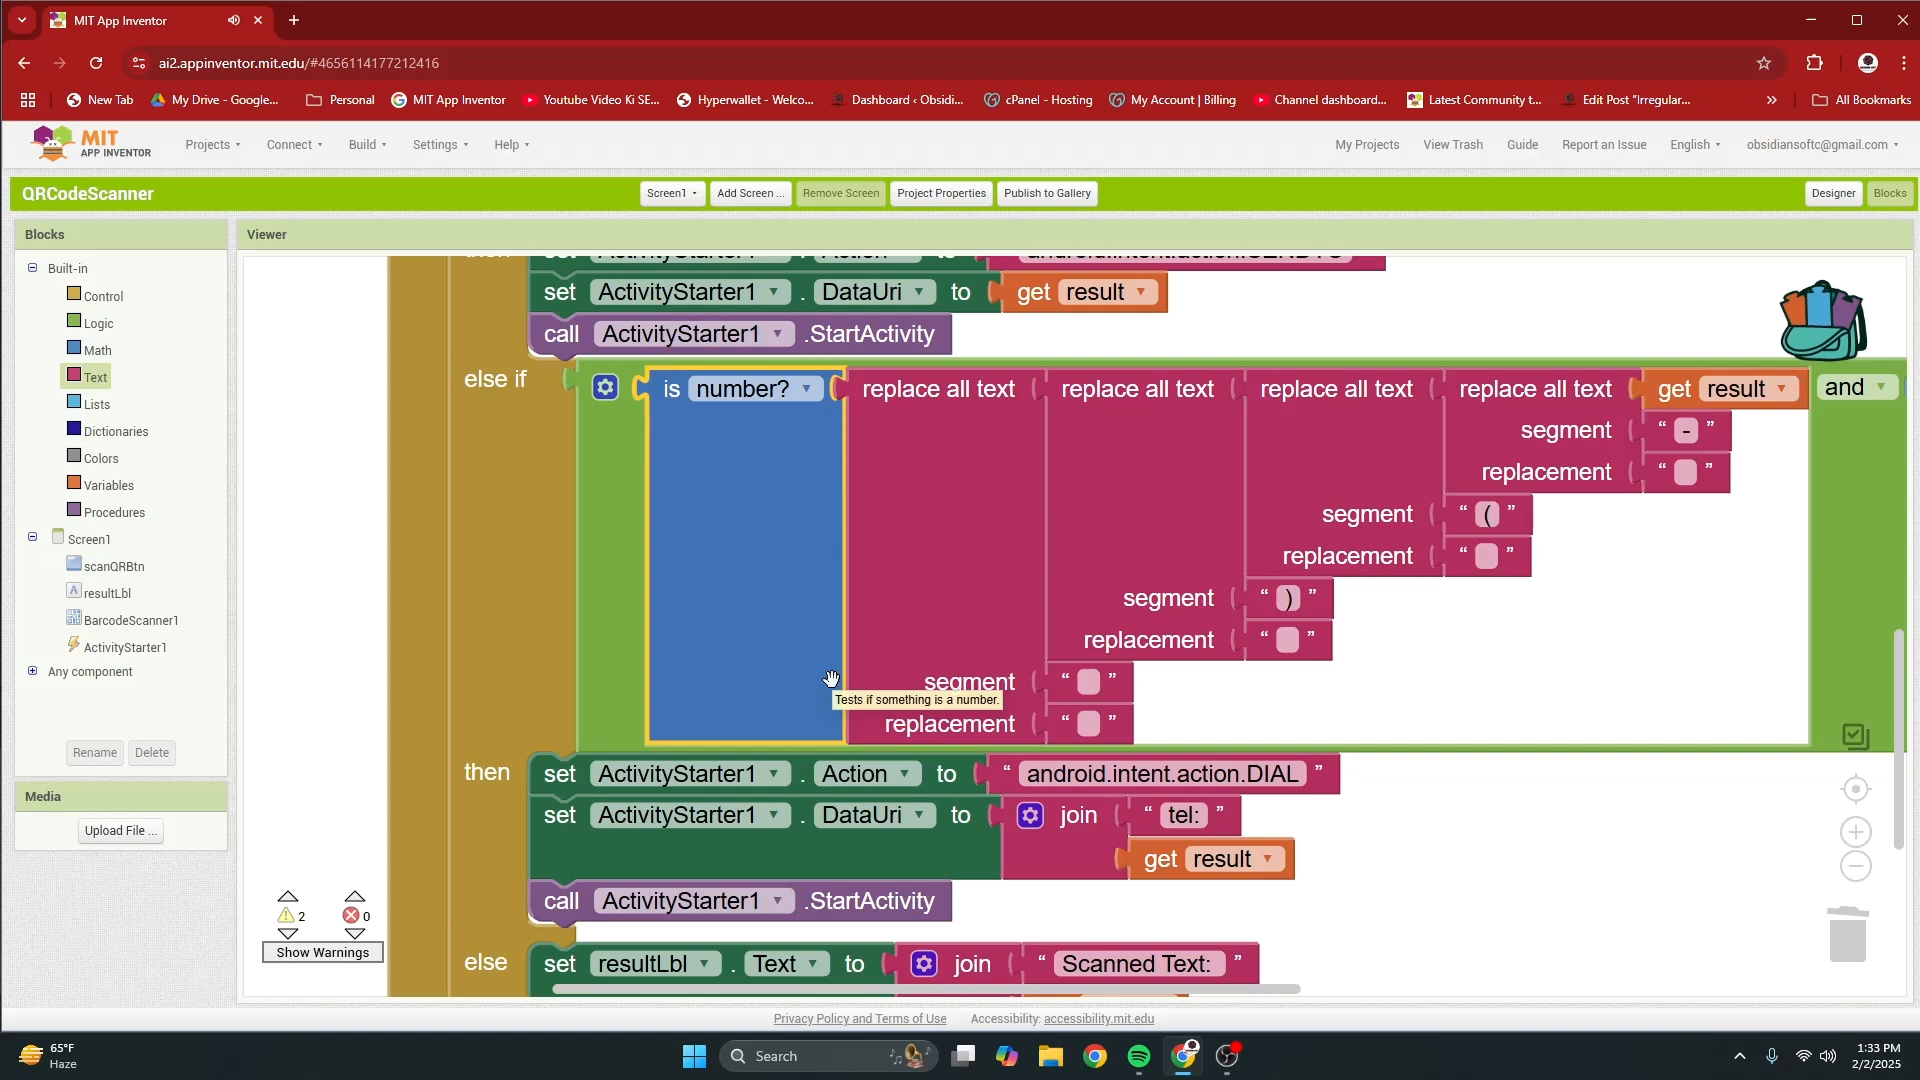 MIT App Inventor
ai2.appinventor.mit.edu/#4656114177212416
New Tab
My Drive - Google...
Personal
MIT App Inventor
Youtube Video Ki SE...
Hyperwallet - Welco...
Dashboard ‹ Obsidi...
cPanel - Hosting
My Account | Billing
Channel dashboard...
Latest Community t...
Edit Post "Irregular...
All Bookmarks
MIT
APP INVENTOR
Projects
Connect
Build
Settings
Help
My Projects
View Trash
Guide
Report an Issue
English
obsidiansoftc@gmail.com
QRCodeScanner
Screen1
Add Screen ...
Remove Screen
Project Properties
Publish to Gallery
Designer
Blocks
Blocks
Built-in
Control
Logic
Math
Text
Lists
Dictionaries
Colors
Variables
Procedures
Screen1
scanQRBtn
resultLbl
BarcodeScanner1
ActivityStarter1
Any component
Rename
Delete
Media
Upload File ...
Viewer
set ActivityStarter1 . DataUri to get result
call ActivityStarter1 .StartActivity
else if is number? replace all text replace all text replace all text replace all text get result and
segment “ - ”
replacement “ ”
segment “ ( ”
replacement “ ”
segment “ ) ”
replacement “ ”
segment “ ”
Tests if something is a number.
replacement “ ”
then set ActivityStarter1 . Action to “ android.intent.action.DIAL ”
set ActivityStarter1 . DataUri to join “ tel: ”
get result
call ActivityStarter1 .StartActivity
else set resultLbl . Text to join “ Scanned Text: ”
2
0
Show Warnings
Privacy Policy and Terms of Use
Accessibility: accessibility.mit.edu
65°F
Haze
Search
1:33 PM
2/2/2025